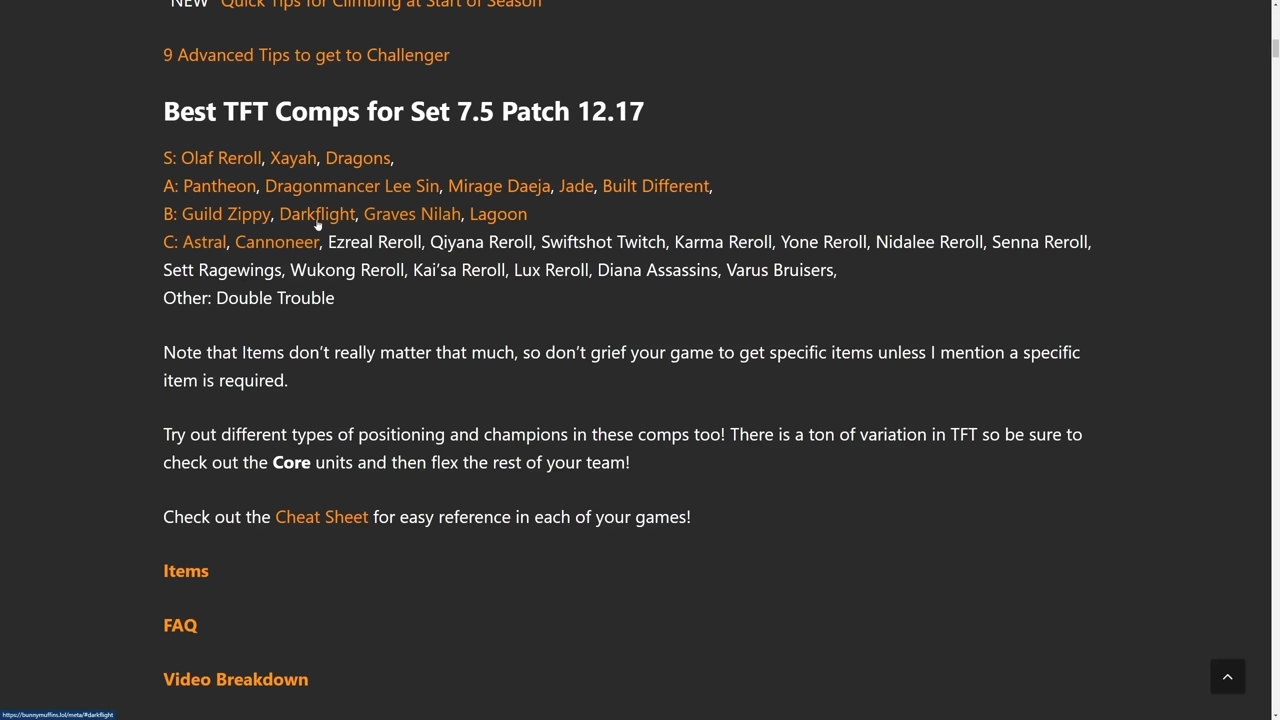 *NEW* Quick Tips for Climbing at Start of Season
9 Advanced Tips to get to Challenger
Best TFT Comps for Set 7.5 Patch 12.17
S: Olaf Reroll, Xayah, Dragons,
A: Pantheon, Dragonmancer Lee Sin, Mirage Daeja, Jade, Built Different,
B: Guild Zippy, Darkflight, Graves Nilah, Lagoon
C: Astral, Cannoneer, Ezreal Reroll, Qiyana Reroll, Swiftshot Twitch, Karma Reroll, Yone Reroll, Nidalee Reroll, Senna Reroll,
Sett Ragewings, Wukong Reroll, Kai’sa Reroll, Lux Reroll, Diana Assassins, Varus Bruisers,
Other: Double Trouble
Note that Items don’t really matter that much, so don’t grief your game to get specific items unless I mention a specific
item is required.
Try out different types of positioning and champions in these comps too! There is a ton of variation in TFT so be sure to
check out the Core units and then flex the rest of your team!
Check out the Cheat Sheet for easy reference in each of your games!
Items
FAQ
Video Breakdown
https://bunnymuffins.lol/meta/#darkflight